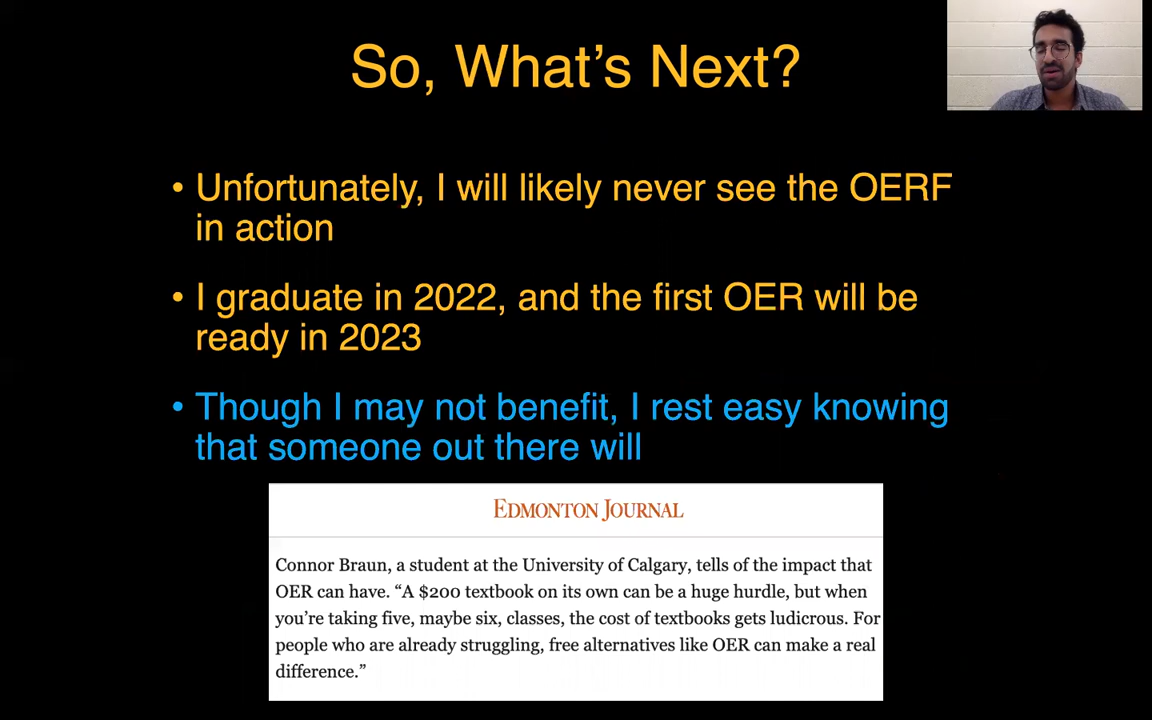 So, What's Next?
• Unfortunately, I will likely never see the OERF
in action
• I graduate in 2022, and the first OER will be
ready in 2023
• Though I may not benefit, I rest easy knowing
that someone out there will
EDMONTON JOURNAL
Connor Braun, a student at the University of Calgary, tells of the impact that
OER can have. “A $200 textbook on its own can be a huge hurdle, but when
you’re taking five, maybe six, classes, the cost of textbooks gets ludicrous. For
people who are already struggling, free alternatives like OER can make a real
difference.”